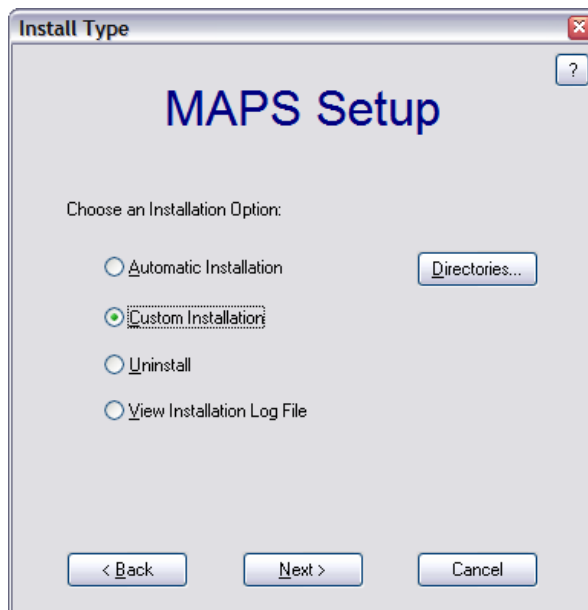 Install Type
?
MAPS Setup
Choose an Installation Option:
Automatic Installation
Directories...
Custom Installation
Uninstall
View Installation Log File
< Back
Next >
Cancel